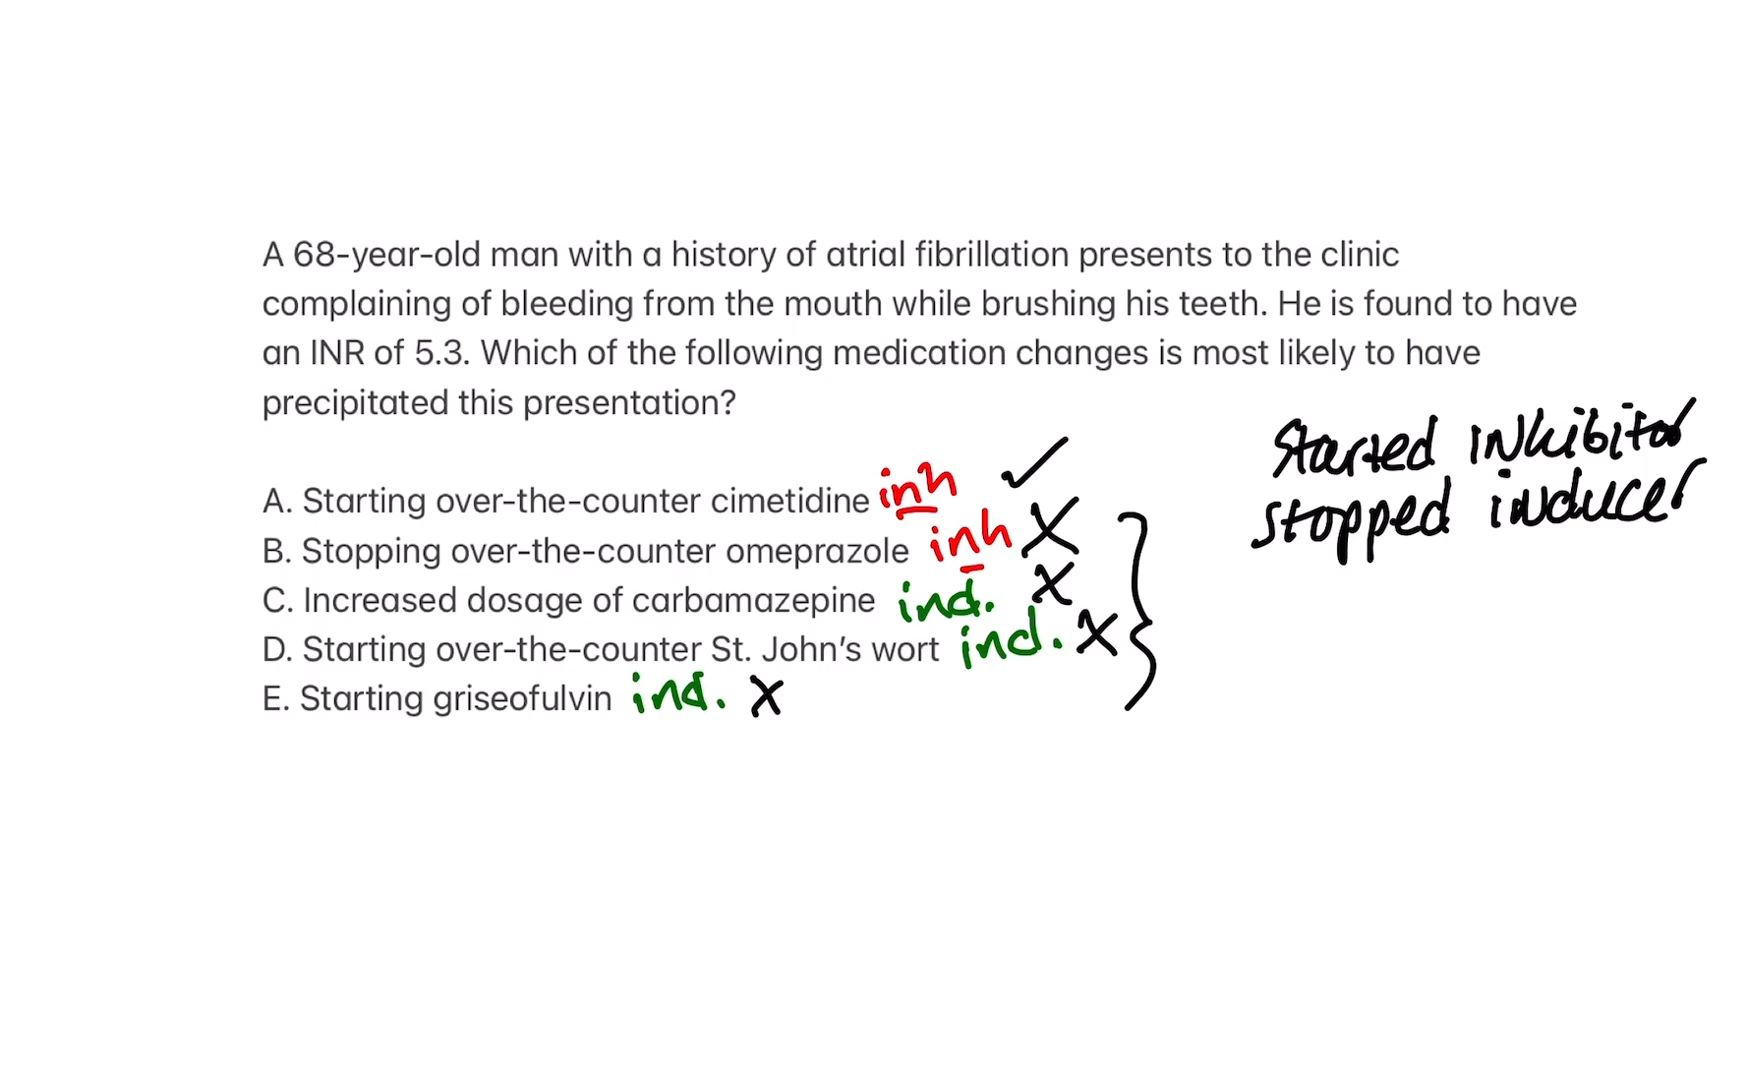 A 68-year-old man with a history of atrial fibrillation presents to the clinic
complaining of bleeding from the mouth while brushing his teeth. He is found to have
an INR of 5.3. Which of the following medication changes is most likely to have
precipitated this presentation?
Started inhibitor
stopped inducer
A. Starting over-the-counter cimetidine inh ✓
B. Stopping over-the-counter omeprazole inh X
C. Increased dosage of carbamazepine ind. X
D. Starting over-the-counter St. John's wort ind. X
E. Starting griseofulvin ind. X